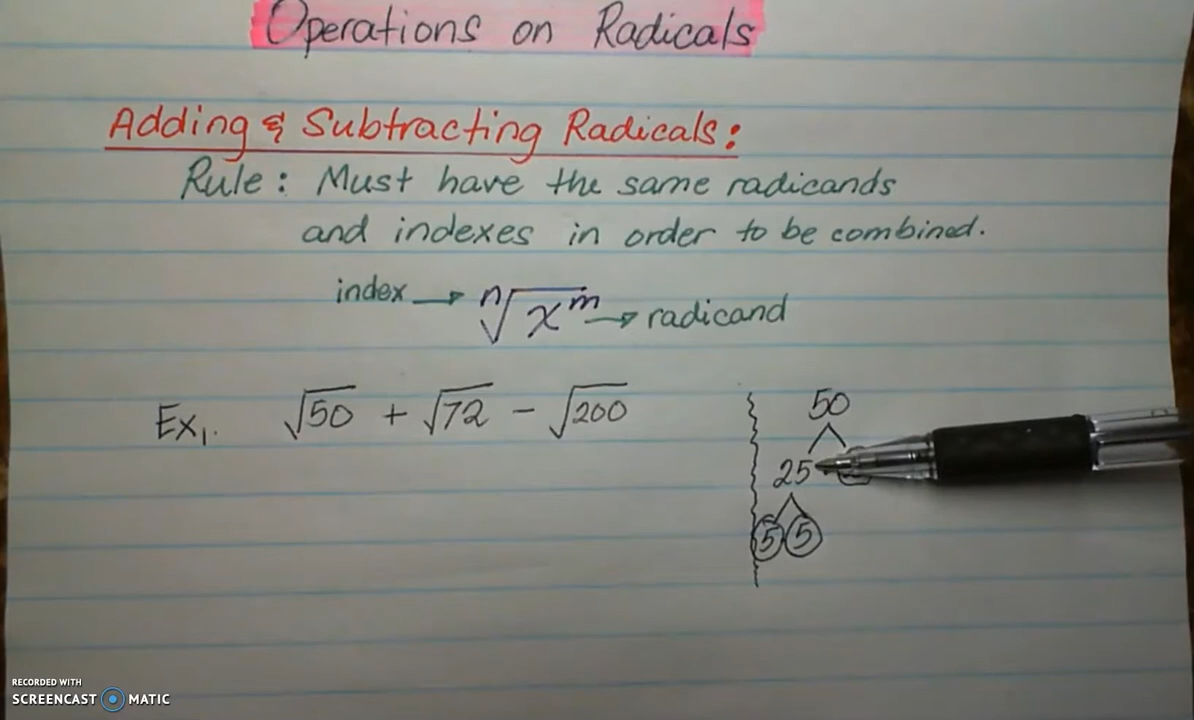 Operations on Radicals
Adding & Subtracting Radicals:
Rule: Must have the same radicands
and indexes in order to be combined.
index → ⁿ√xᵐ → radicand
Ex₁. √50 + √72 - √200
50
25
5 5
RECORDED WITH
SCREENCAST MATIC